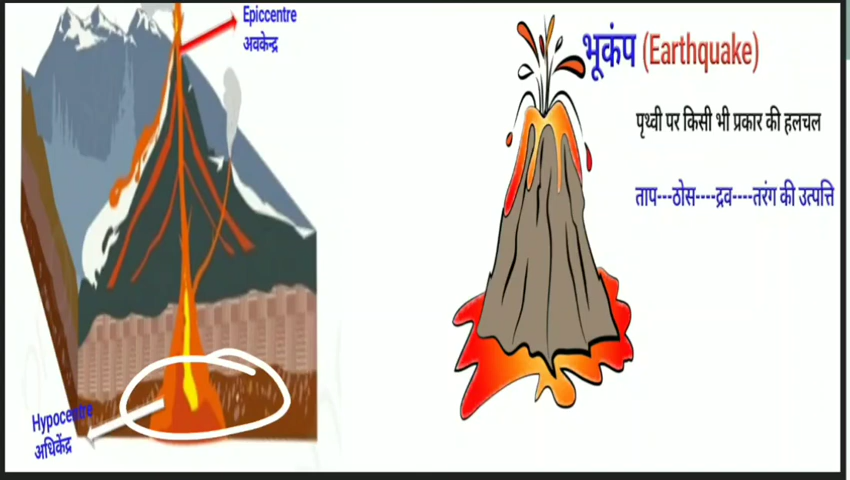 Epiccentre
अवकेन्द्र
भूकंप (Earthquake)
पृथ्वी पर किसी भी प्रकार की हलचल
ताप---ठोस----द्रव----तरंग की उत्पत्ति
Hypocentre
अधिकेंद्र